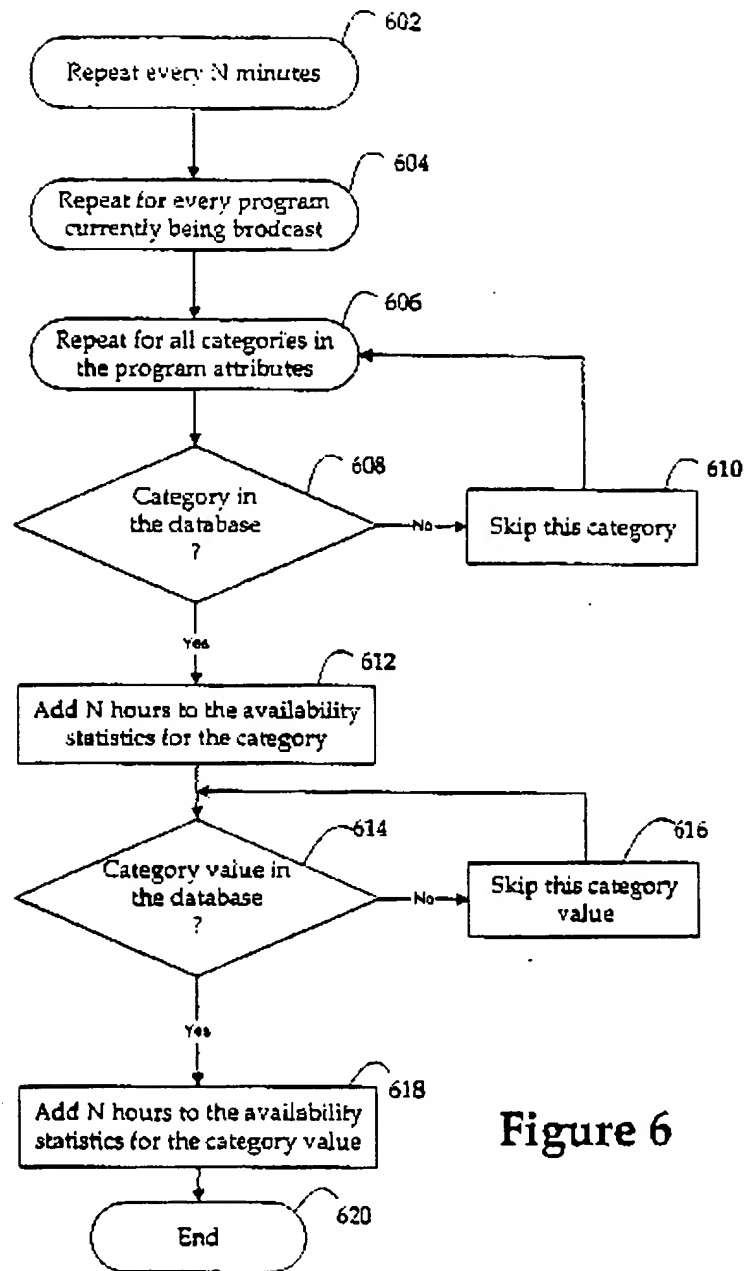 602
Repeat every N minutes
604
Repeat for every program
currently being brodcast
606
Repeat for all categories in
the program attributes
608
Category in
the database
?
No
610
Skip this category
Yes
612
Add N hours to the availability
statistics for the category
614
Category value in
the database
?
No
616
Skip this category
value
Yes
618
Add N hours to the availability
statistics for the category value
620
End
Figure 6